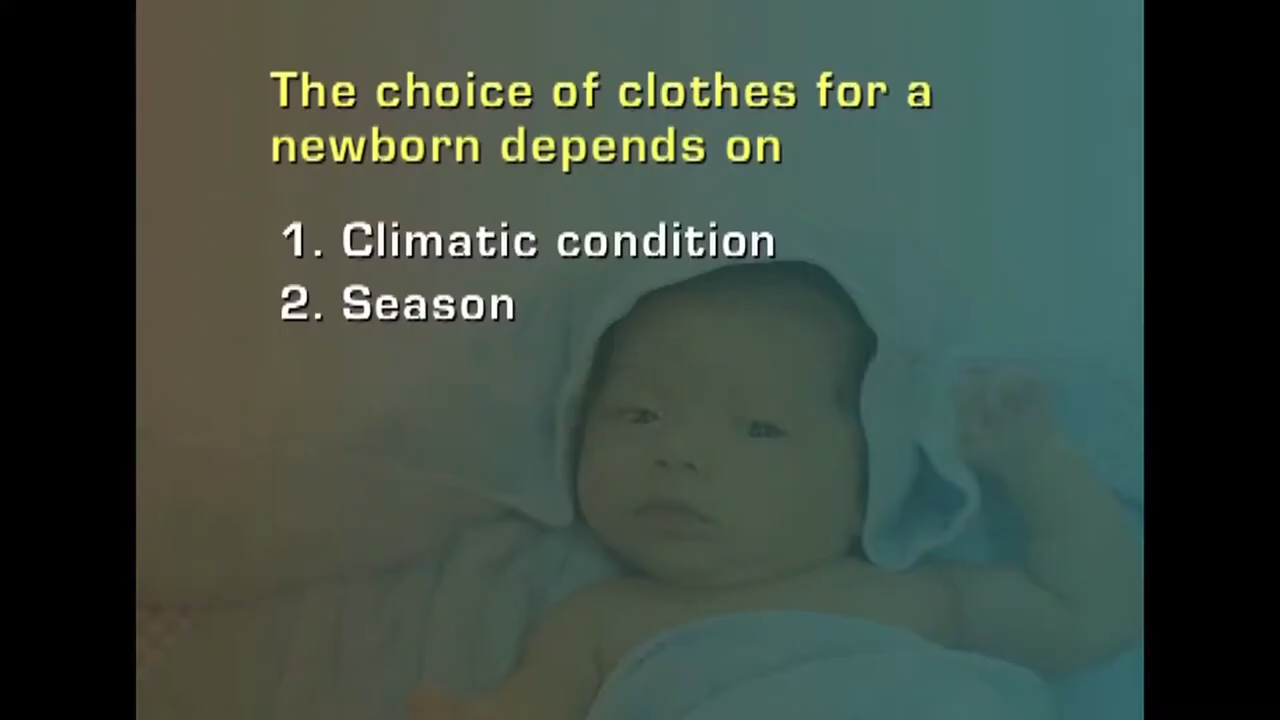 The choice of clothes for a
newborn depends on
1. Climatic condition
2. Season